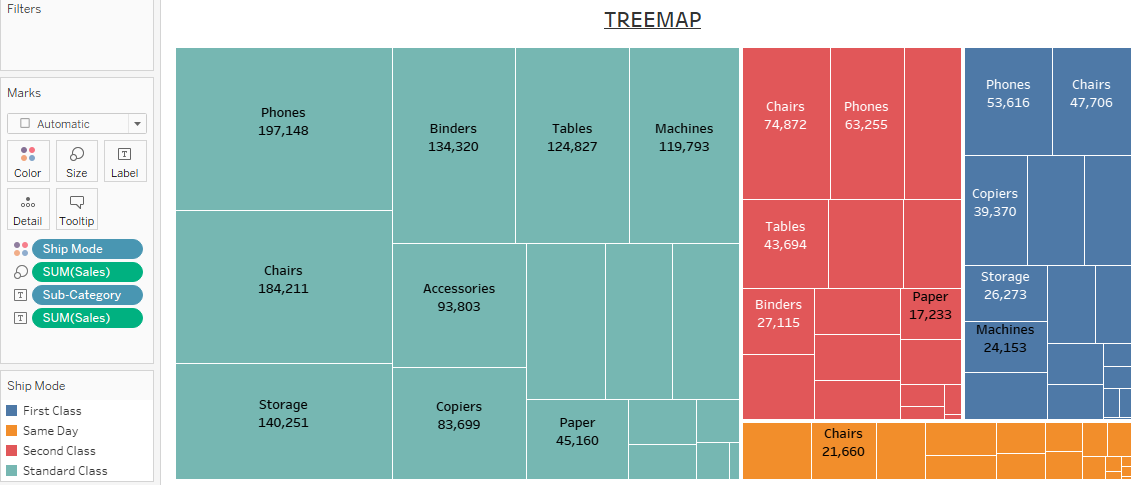 Filters
Marks
Automatic
Color
Size
Label
Detail
Tooltip
Ship Mode
SUM(Sales)
Sub-Category
SUM(Sales)
Ship Mode
First Class
Same Day
Second Class
Standard Class
TREEMAP
Phones
197,148
Chairs
184,211
Storage
140,251
Binders
134,320
Tables
124,827
Machines
119,793
Accessories
93,803
Copiers
83,699
Paper
45,160
Chairs
74,872
Phones
63,255
Tables
43,694
Binders
27,115
Paper
17,233
Phones
53,616
Chairs
47,706
Copiers
39,370
Storage
26,273
Machines
24,153
Chairs
21,660